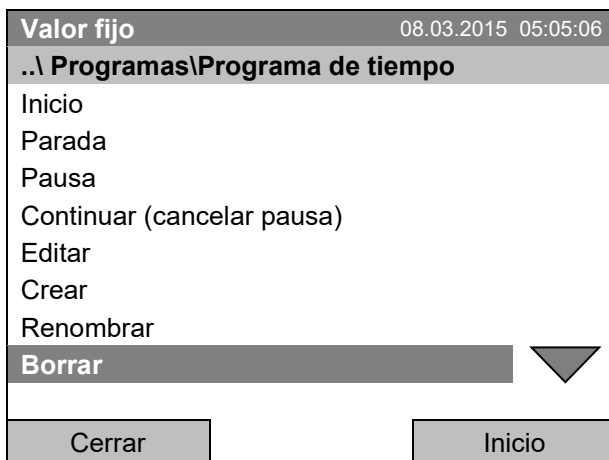 Valor fijo 08.03.2015 05:05:06
..\ Programas\Programa de tiempo
Inicio
Parada
Pausa
Continuar (cancelar pausa)
Editar
Crear
Renombrar
Borrar
Cerrar Inicio